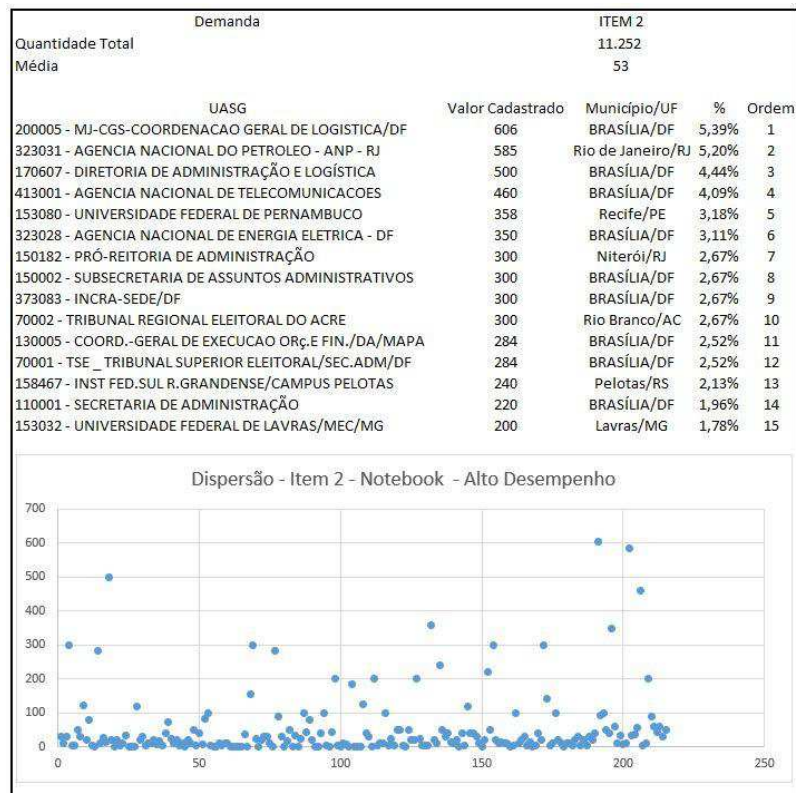 Demanda ITEM 2
Quantidade Total 11.252
Média 53
UASG Valor Cadastrado Município/UF % Ordem
200005 - MJ-CGS-COORDENACAO GERAL DE LOGISTICA/DF 606 BRASÍLIA/DF 5,39% 1
323031 - AGENCIA NACIONAL DO PETROLEO - ANP - RJ 585 Rio de Janeiro/RJ 5,20% 2
170607 - DIRETORIA DE ADMINISTRAÇÃO E LOGÍSTICA 500 BRASÍLIA/DF 4,44% 3
413001 - AGENCIA NACIONAL DE TELECOMUNICACOES 460 BRASÍLIA/DF 4,09% 4
153080 - UNIVERSIDADE FEDERAL DE PERNAMBUCO 358 Recife/PE 3,18% 5
323028 - AGENCIA NACIONAL DE ENERGIA ELETRICA - DF 350 BRASÍLIA/DF 3,11% 6
150182 - PRÓ-REITORIA DE ADMINISTRAÇÃO 300 Niterói/RJ 2,67% 7
150002 - SUBSECRETARIA DE ASSUNTOS ADMINISTRATIVOS 300 BRASÍLIA/DF 2,67% 8
373083 - INCRA-SEDE/DF 300 BRASÍLIA/DF 2,67% 9
70002 - TRIBUNAL REGIONAL ELEITORAL DO ACRE 300 Rio Branco/AC 2,67% 10
130005 - COORD.-GERAL DE EXECUCAO ORç.E FIN./DA/MAPA 284 BRASÍLIA/DF 2,52% 11
70001 - TSE _ TRIBUNAL SUPERIOR ELEITORAL/SEC.ADM/DF 284 BRASÍLIA/DF 2,52% 12
158467 - INST FED.SUL R.GRANDENSE/CAMPUS PELOTAS 240 Pelotas/RS 2,13% 13
110001 - SECRETARIA DE ADMINISTRAÇÃO 220 BRASÍLIA/DF 1,96% 14
153032 - UNIVERSIDADE FEDERAL DE LAVRAS/MEC/MG 200 Lavras/MG 1,78% 15
Dispersão - Item 2 - Notebook - Alto Desempenho
700
600
500
400
300
200
100
0
0 50 100 150 200 250